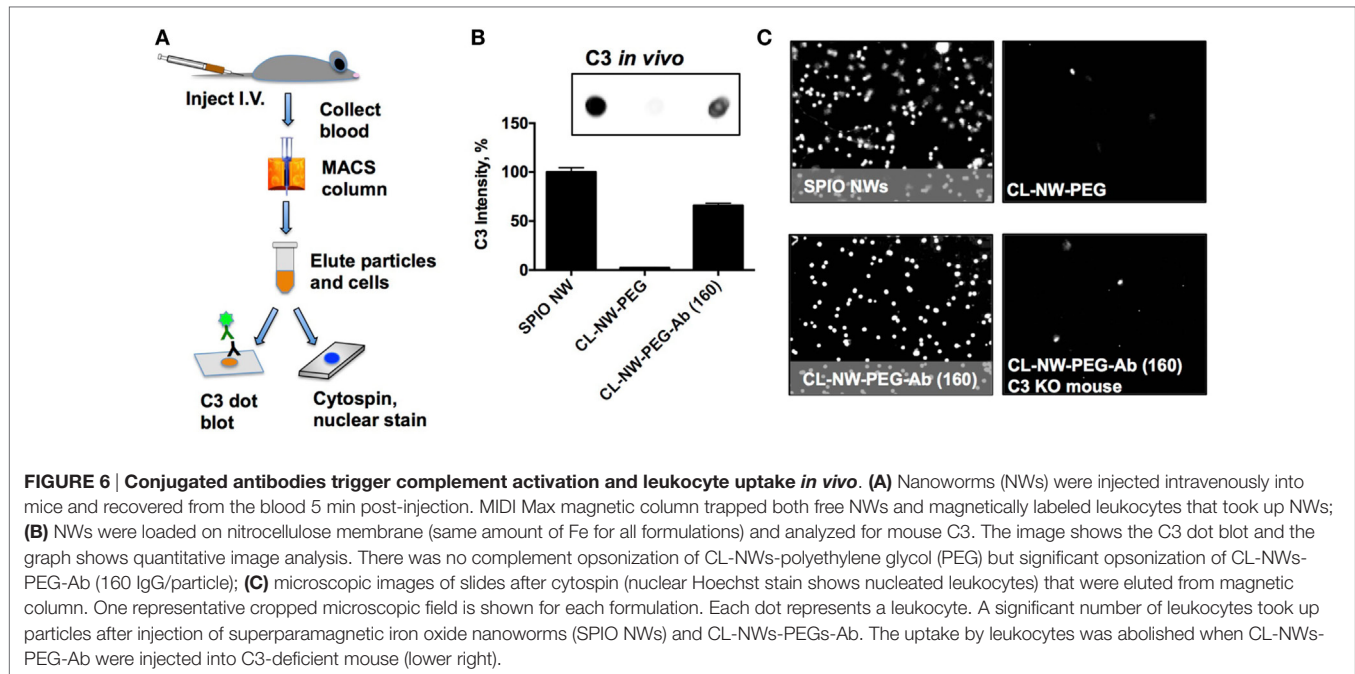 A
Inject I.V.
Collect
blood
MACS
column
Elute particles
and cells
C3 dot
blot
Cytospin,
nuclear stain
B
C3 in vivo
C3 Intensity, %
150
100
50
0
SPIO NW
CL-NW-PEG
CL-NW-PEG-Ab (160)
C
SPIO NWs
CL-NW-PEG
CL-NW-PEG-Ab (160)
CL-NW-PEG-Ab (160)
C3 KO mouse
FIGURE 6 | Conjugated antibodies trigger complement activation and leukocyte uptake in vivo. (A) Nanoworms (NWs) were injected intravenously into
mice and recovered from the blood 5 min post-injection. MIDI Max magnetic column trapped both free NWs and magnetically labeled leukocytes that took up NWs;
(B) NWs were loaded on nitrocellulose membrane (same amount of Fe for all formulations) and analyzed for mouse C3. The image shows the C3 dot blot and the
graph shows quantitative image analysis. There was no complement opsonization of CL-NWs-polyethylene glycol (PEG) but significant opsonization of CL-NWs-
PEG-Ab (160 IgG/particle); (C) microscopic images of slides after cytospin (nuclear Hoechst stain shows nucleated leukocytes) that were eluted from magnetic
column. One representative cropped microscopic field is shown for each formulation. Each dot represents a leukocyte. A significant number of leukocytes took up
particles after injection of superparamagnetic iron oxide nanoworms (SPIO NWs) and CL-NWs-PEGs-Ab. The uptake by leukocytes was abolished when CL-NWs-
PEG-Ab were injected into C3-deficient mouse (lower right).